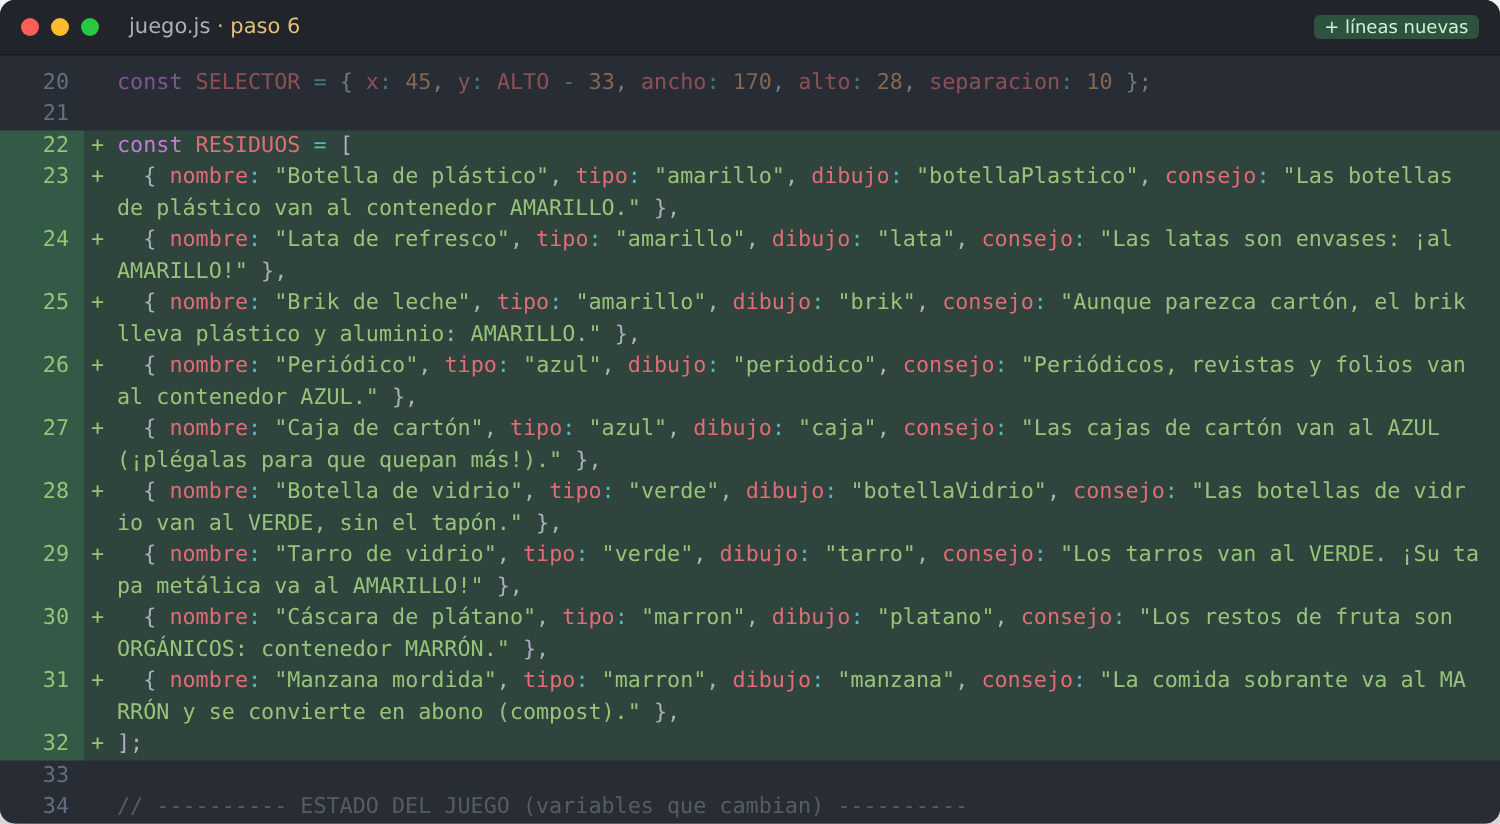 juego.js · paso 6
+ líneas nuevas
20 const SELECTOR = { x: 45, y: ALTO - 33, ancho: 170, alto: 28, separacion: 10 };
21
22 + const RESIDUOS = [
23 + { nombre: "Botella de plástico", tipo: "amarillo", dibujo: "botellaPlastico", consejo: "Las botellas
de plástico van al contenedor AMARILLO." },
24 + { nombre: "Lata de refresco", tipo: "amarillo", dibujo: "lata", consejo: "Las latas son envases: ¡al
AMARILLO!" },
25 + { nombre: "Brik de leche", tipo: "amarillo", dibujo: "brik", consejo: "Aunque parezca cartón, el brik
lleva plástico y aluminio: AMARILLO." },
26 + { nombre: "Periódico", tipo: "azul", dibujo: "periodico", consejo: "Periódicos, revistas y folios van
al contenedor AZUL." },
27 + { nombre: "Caja de cartón", tipo: "azul", dibujo: "caja", consejo: "Las cajas de cartón van al AZUL
(¡plégalas para que quepan más!)." },
28 + { nombre: "Botella de vidrio", tipo: "verde", dibujo: "botellaVidrio", consejo: "Las botellas de vidr
io van al VERDE, sin el tapón." },
29 + { nombre: "Tarro de vidrio", tipo: "verde", dibujo: "tarro", consejo: "Los tarros van al VERDE. ¡Su ta
pa metálica va al AMARILLO!" },
30 + { nombre: "Cáscara de plátano", tipo: "marron", dibujo: "platano", consejo: "Los restos de fruta son
ORGÁNICOS: contenedor MARRÓN." },
31 + { nombre: "Manzana mordida", tipo: "marron", dibujo: "manzana", consejo: "La comida sobrante va al MA
RRÓN y se convierte en abono (compost)." },
32 + ];
33
34 // ---------- ESTADO DEL JUEGO (variables que cambian) ----------